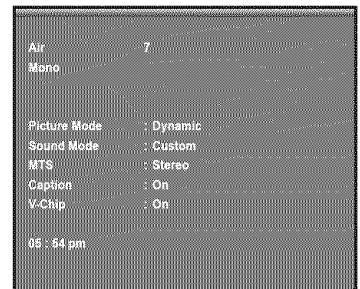 Air 7
Mono
Picture Mode : Dynamic
Sound Mode : Custom
MTS : Stereo
Caption : On
V-Chip : On
05 : 54 pm